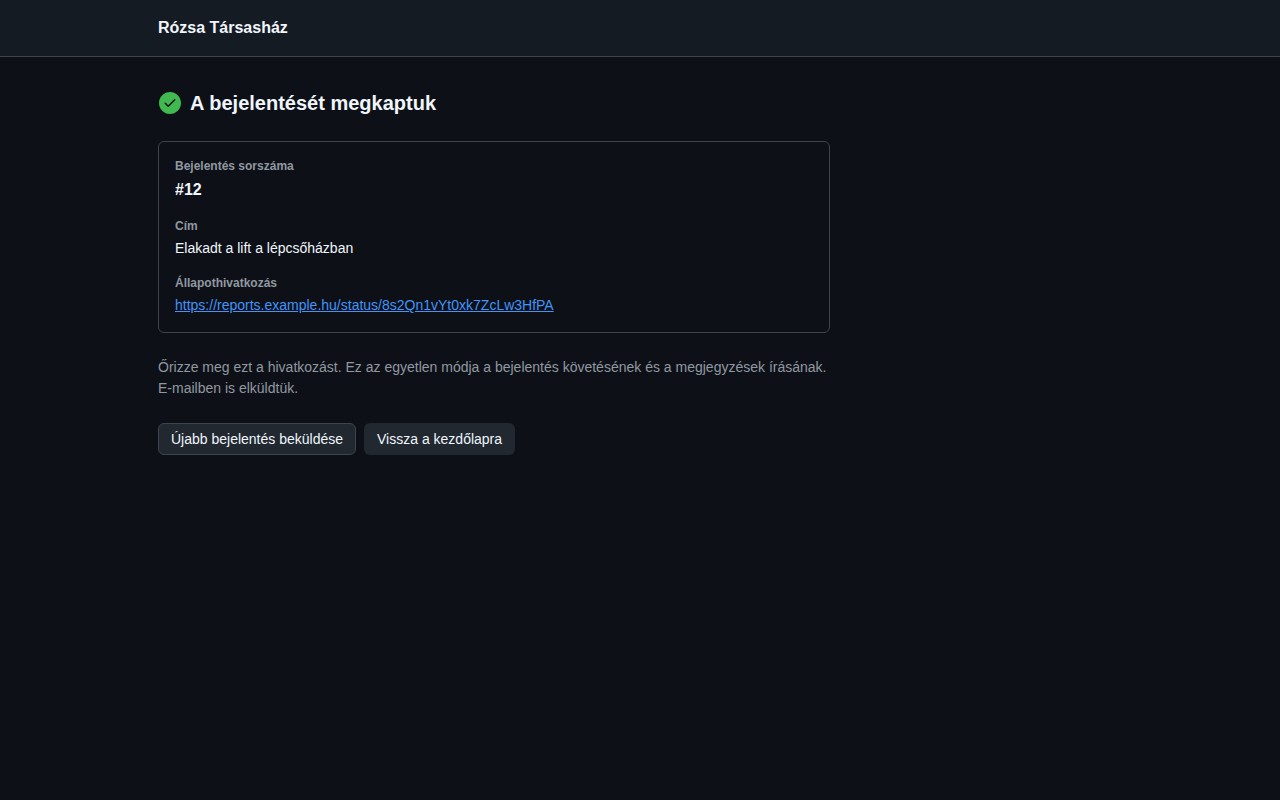 Rózsa Társasház
A bejelentését megkaptuk
Bejelentés sorszáma
#12
Cím
Elakadt a lift a lépcsőházban
Állapothivatkozás
https://reports.example.hu/status/8s2Qn1vYt0xk7ZcLw3HfPA
Őrizze meg ezt a hivatkozást. Ez az egyetlen módja a bejelentés követésének és a megjegyzések írásának.
E-mailben is elküldtük.
Újabb bejelentés beküldése
Vissza a kezdőlapra